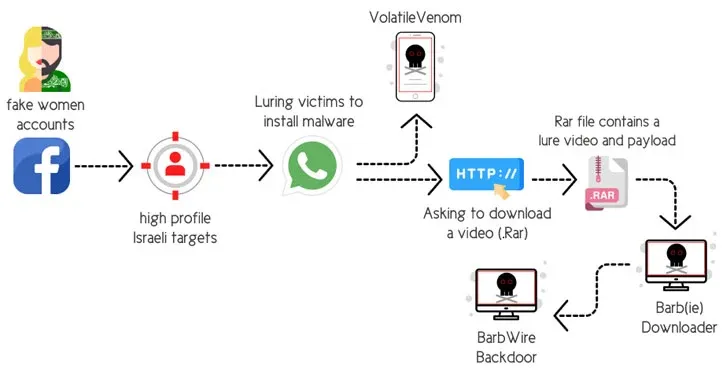 fake women
accounts
high profile
Israeli targets
Luring victims to
install malware
VolatileVenom
HTTP://
Asking to download
a video (.Rar)
Rar file contains a
lure video and payload
.RAR
Barb(ie)
Downloader
BarbWire
Backdoor